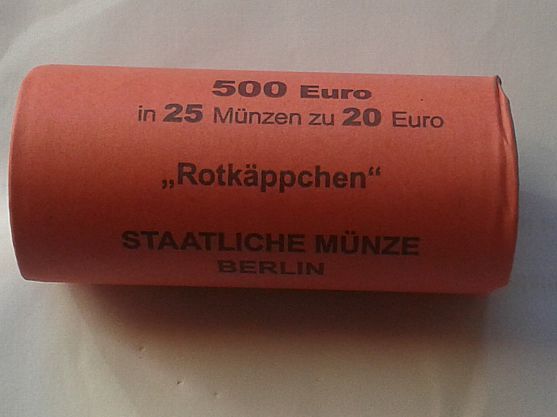 500 Euro
in 25 Münzen zu 20 Euro
„Rotkäppchen“
STAATLICHE MÜNZE
BERLIN